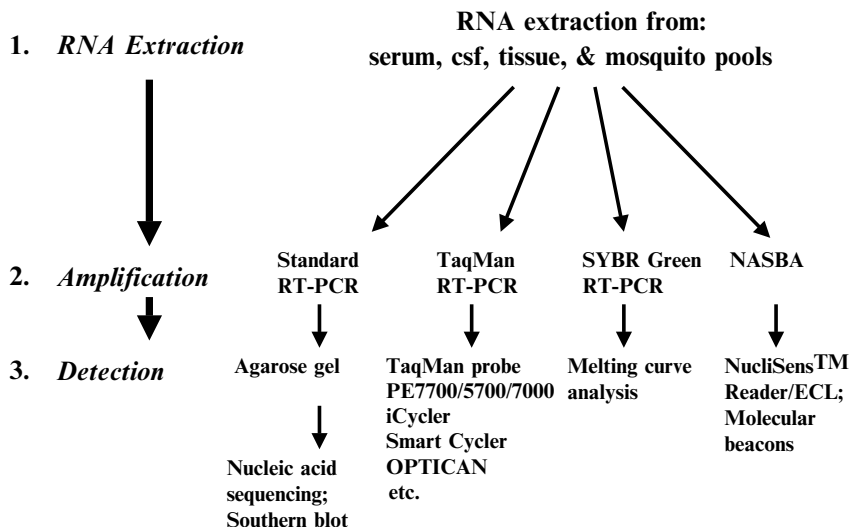 1. RNA Extraction
RNA extraction from:
serum, csf, tissue, & mosquito pools
2. Amplification
Standard
RT-PCR
TaqMan
RT-PCR
SYBR Green
RT-PCR
NASBA
3. Detection
Agarose gel
Nucleic acid
sequencing;
Southern blot
TaqMan probe
PE7700/5700/7000
iCycler
Smart Cycler
OPTICAN
etc.
Melting curve
analysis
NucliSensTM
Reader/ECL;
Molecular
beacons